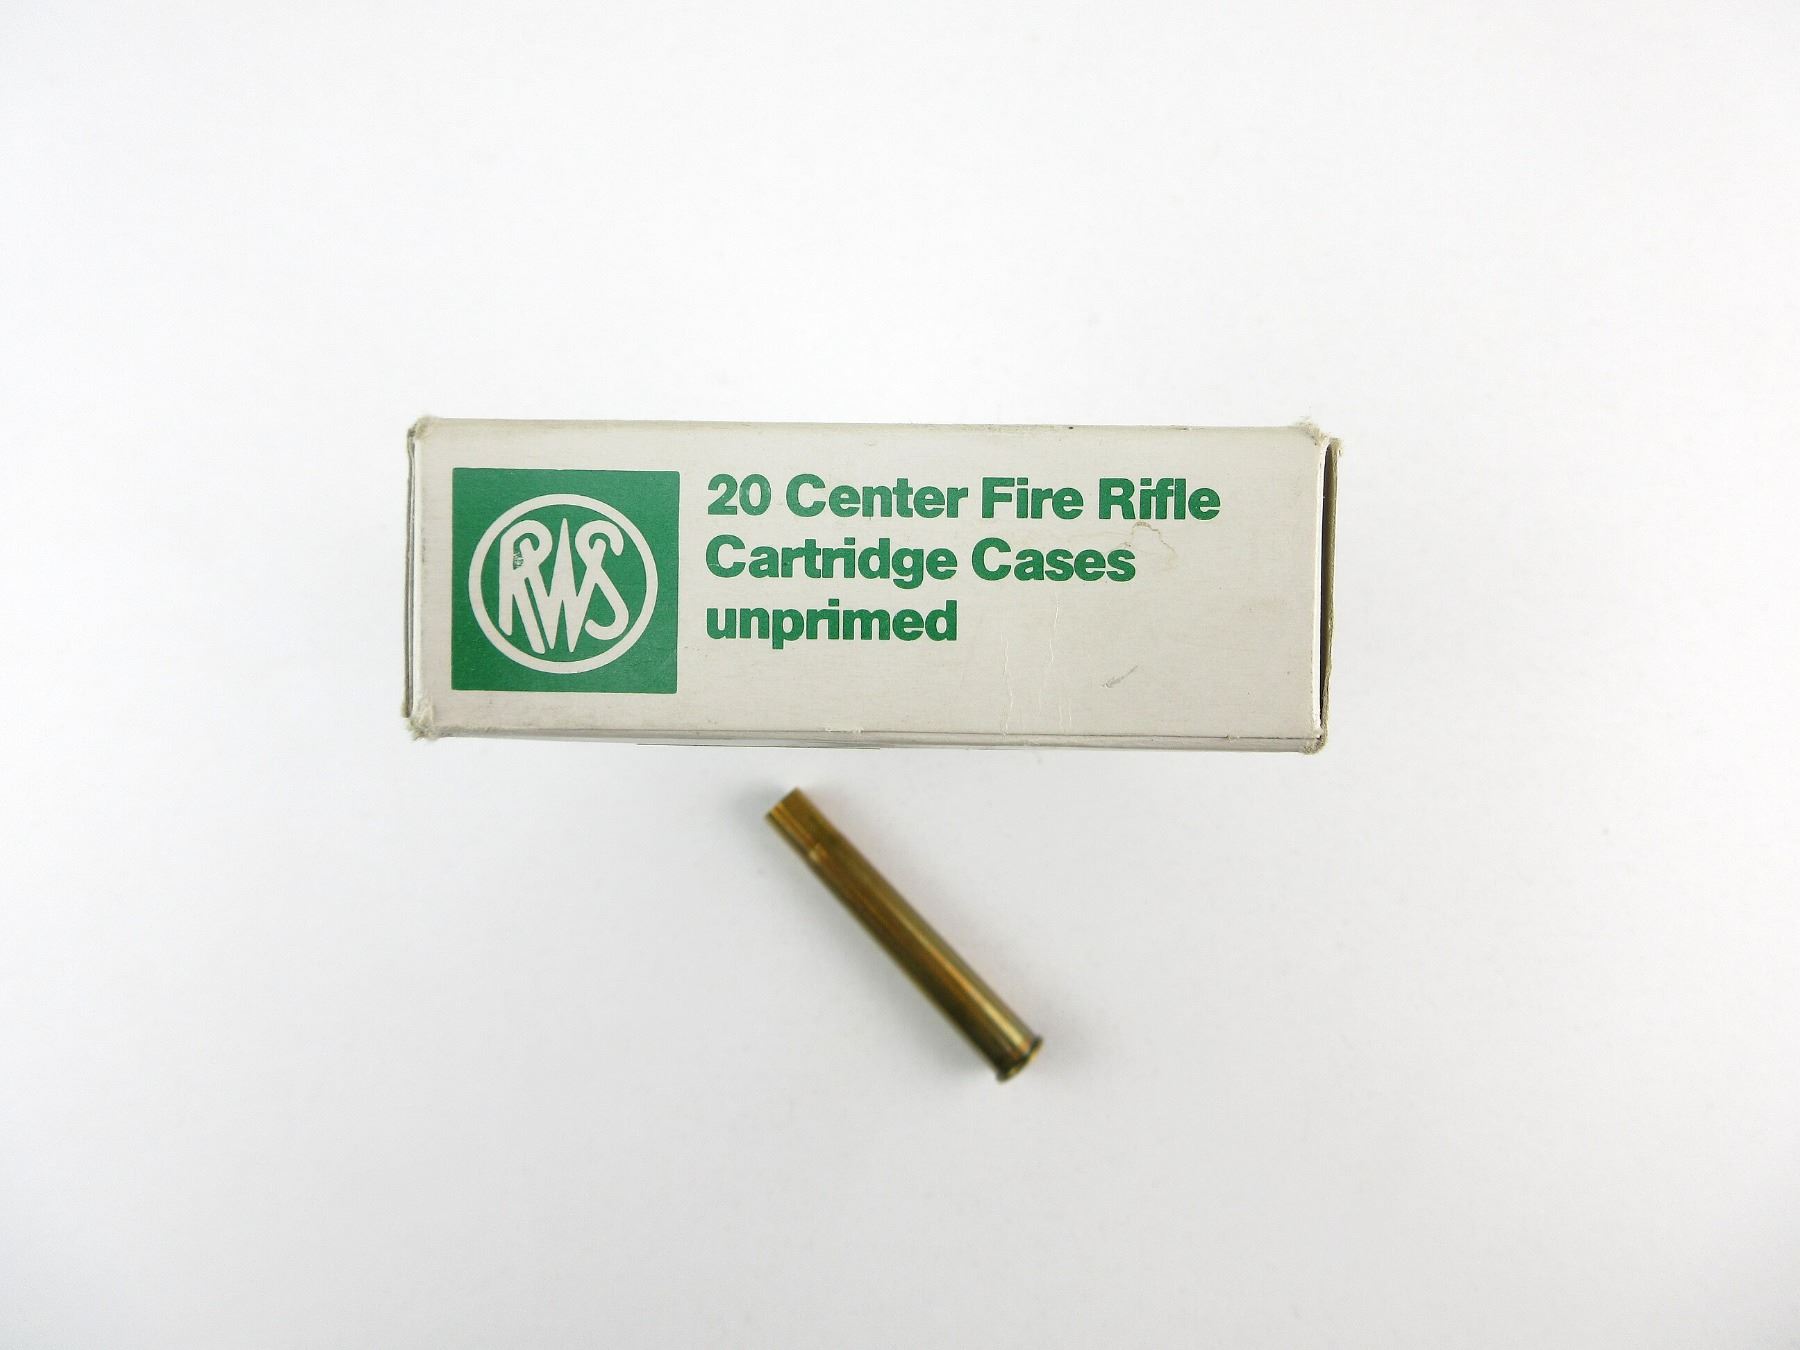 RWS
20 Center Fire Rifle
Cartridge Cases
unprimed